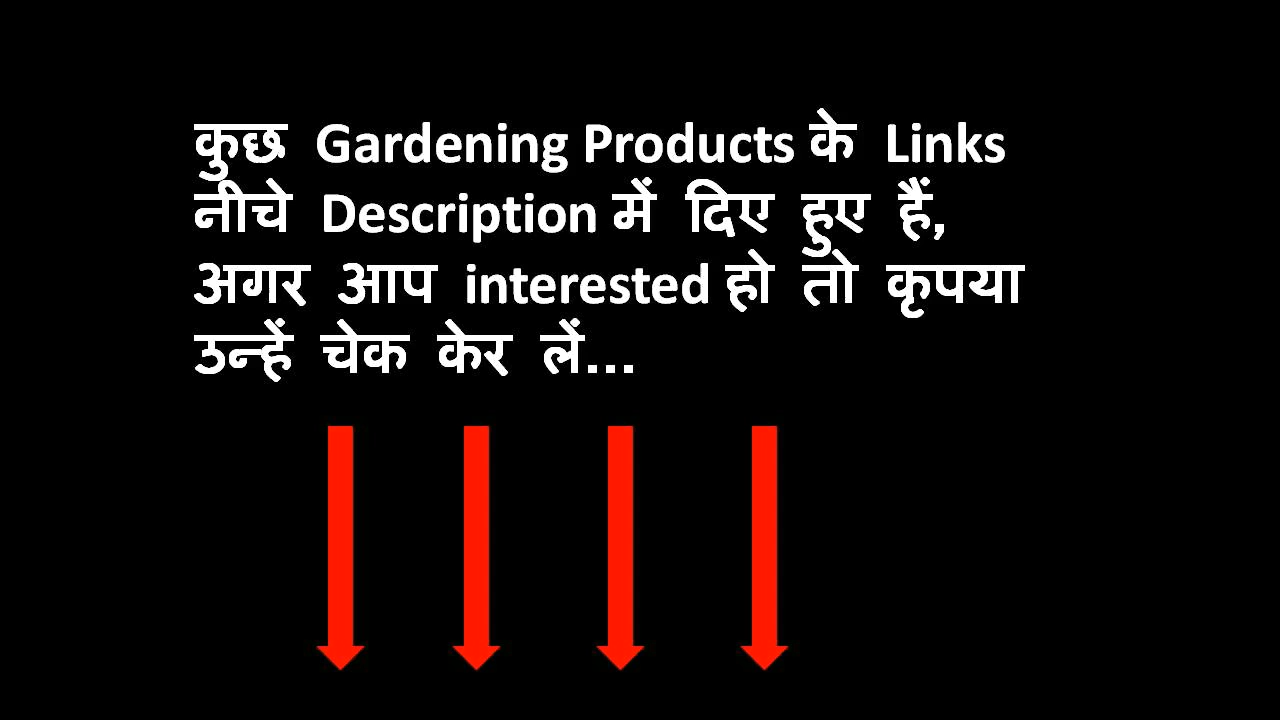 कुछ Gardening Products के Links
नीचे Description में दिए हुए हैं,
अगर आप interested हो तो कृपया
उन्हें चेक केर लें...